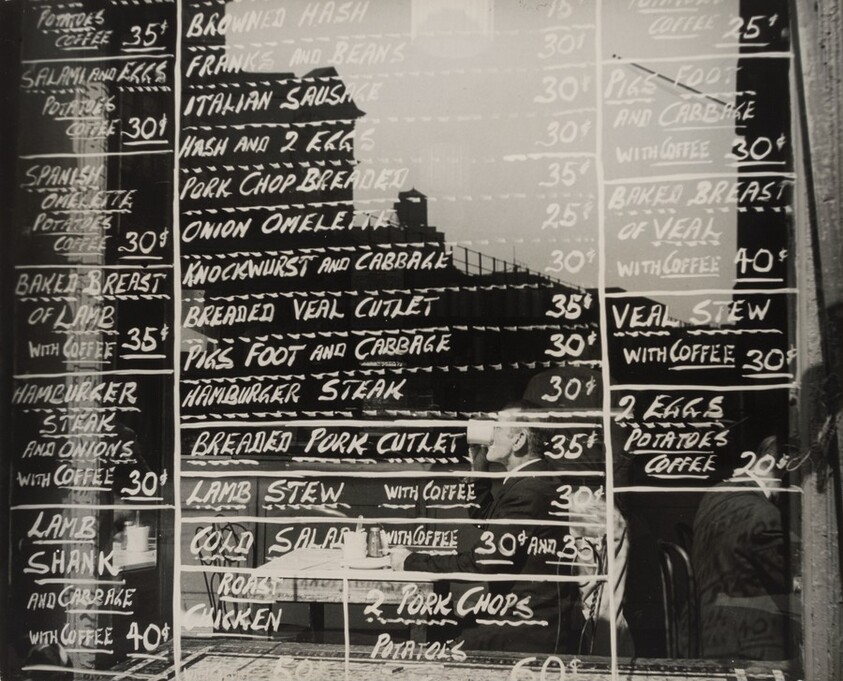 POTATOES
COFFEE 35¢
SALAMI AND EGGS
POTATOES
COFFEE 30¢
SPANISH
OMELETTE
POTATOES
COFFEE 30¢
BAKED BREAST
OF LAMB
WITH COFFEE 35¢
HAMBURGER
STEAK
AND ONIONS
WITH COFFEE 30¢
LAMB
SHANK
AND CABBAGE
WITH COFFEE 40¢
BROWNED HASH
FRANKS AND BEANS 30¢
ITALIAN SAUSAGE 30¢
HASH AND 2 EGGS 30¢
PORK CHOP BREADED 35¢
ONION OMELETTE 25¢
KNOCKWURST AND CABBAGE 30¢
BREADED VEAL CUTLET 35¢
PIGS FOOT AND CABBAGE 30¢
HAMBURGER STEAK 30¢
BREADED PORK CUTLET 35¢
LAMB STEW WITH COFFEE 30¢
COLD SALAD WITH COFFEE 30¢ AND 35
ROAST
CHICKEN
2 PORK CHOPS
POTATOES
60¢
POTATOES
COFFEE 25¢
PIGS FOOT
AND CABBAGE
WITH COFFEE 30¢
BAKED BREAST
OF VEAL
WITH COFFEE 40¢
VEAL STEW
WITH COFFEE 30¢
2 EGGS
POTATOES
COFFEE 20¢